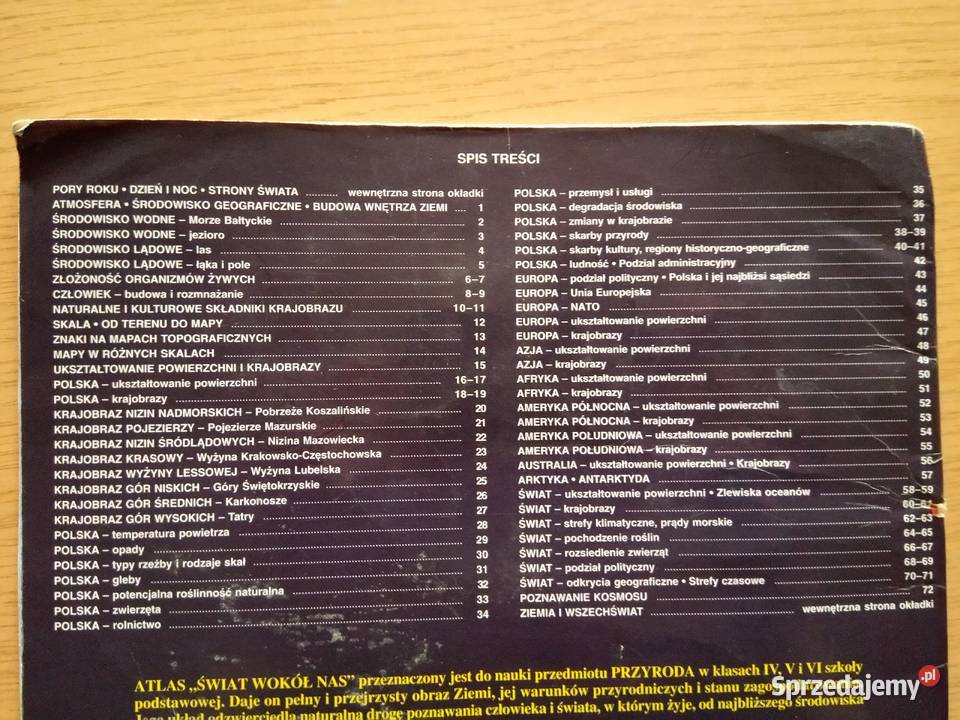 SPIS TREŚCI
PORY ROKU • DZIEŃ I NOC • STRONY ŚWIATA .......... wewnętrzna strona okładki
ATMOSFERA • ŚRODOWISKO GEOGRAFICZNE • BUDOWA WNĘTRZA ZIEMI .... 1
ŚRODOWISKO WODNE – Morze Bałtyckie .......... 2
ŚRODOWISKO WODNE – jezioro .......... 3
ŚRODOWISKO LĄDOWE – las .......... 4
ŚRODOWISKO LĄDOWE – łąka i pole .......... 5
ZŁOŻONOŚĆ ORGANIZMÓW ŻYWYCH .......... 6–7
CZŁOWIEK – budowa i rozmnażanie .......... 8–9
NATURALNE I KULTUROWE SKŁADNIKI KRAJOBRAZU .......... 10–11
SKALA • OD TERENU DO MAPY .......... 12
ZNAKI NA MAPACH TOPOGRAFICZNYCH .......... 13
MAPY W RÓŻNYCH SKALACH .......... 14
UKSZTAŁTOWANIE POWIERZCHNI I KRAJOBRAZY .......... 15
POLSKA – ukształtowanie powierzchni .......... 16–17
POLSKA – krajobrazy .......... 18–19
KRAJOBRAZ NIZIN NADMORSKICH – Pobrzeże Koszalińskie .......... 20
KRAJOBRAZ POJEZIERZY – Pojezierze Mazurskie .......... 21
KRAJOBRAZ NIZIN ŚRÓDLĄDOWYCH – Nizina Mazowiecka .......... 22
KRAJOBRAZ KRASOWY – Wyżyna Krakowsko-Częstochowska .......... 23
KRAJOBRAZ WYŻYNY LESSOWEJ – Wyżyna Lubelska .......... 24
KRAJOBRAZ GÓR NISKICH – Góry Świętokrzyskie .......... 25
KRAJOBRAZ GÓR ŚREDNICH – Karkonosze .......... 26
KRAJOBRAZ GÓR WYSOKICH – Tatry .......... 27
POLSKA – temperatura powietrza .......... 28
POLSKA – opady .......... 29
POLSKA – typy rzeźby i rodzaje skał .......... 30
POLSKA – gleby .......... 31
POLSKA – potencjalna roślinność naturalna .......... 32
POLSKA – zwierzęta .......... 33
POLSKA – rolnictwo .......... 34
POLSKA – przemysł i usługi .......... 35
POLSKA – degradacja środowiska .......... 36
POLSKA – zmiany w krajobrazie .......... 37
POLSKA – skarby przyrody .......... 38–39
POLSKA – skarby kultury, regiony historyczno-geograficzne .......... 40–41
POLSKA – ludność • Podział administracyjny .......... 42
EUROPA – podział polityczny • Polska i jej najbliżsi sąsiedzi .......... 43
EUROPA – Unia Europejska .......... 44
EUROPA – NATO .......... 45
EUROPA – ukształtowanie powierzchni .......... 46
EUROPA – krajobrazy .......... 47
AZJA – ukształtowanie powierzchni .......... 48
AZJA – krajobrazy .......... 49
AFRYKA – ukształtowanie powierzchni .......... 50
AFRYKA – krajobrazy .......... 51
AMERYKA PÓŁNOCNA – ukształtowanie powierzchni .......... 52
AMERYKA PÓŁNOCNA – krajobrazy .......... 53
AMERYKA POŁUDNIOWA – ukształtowanie powierzchni .......... 54
AMERYKA POŁUDNIOWA – krajobrazy .......... 55
AUSTRALIA – ukształtowanie powierzchni • Krajobrazy .......... 56
ARKTYKA • ANTARKTYDA .......... 57
ŚWIAT – ukształtowanie powierzchni • Zlewiska oceanów .......... 58–59
ŚWIAT – krajobrazy .......... 60–61
ŚWIAT – strefy klimatyczne, prądy morskie .......... 62–63
ŚWIAT – pochodzenie roślin .......... 64–65
ŚWIAT – rozsiedlenie zwierząt .......... 66–67
ŚWIAT – podział polityczny .......... 68–69
ŚWIAT – odkrycia geograficzne • Strefy czasowe .......... 70–71
POZNAWANIE KOSMOSU .......... 72
ZIEMIA I WSZECHŚWIAT .......... wewnętrzna strona okładki
ATLAS „ŚWIAT WOKÓŁ NAS" przeznaczony jest do nauki przedmiotu PRZYRODA w klasach IV, V i VI szkoły
podstawowej. Daje on pełny i przejrzysty obraz Ziemi, jej warunków przyrodniczych i stanu
Jego układ odzwierciedla naturalną drogę poznawania człowieka i świata, w którym żyje, od najbliższego środowiska
Sprzedajemy.pl